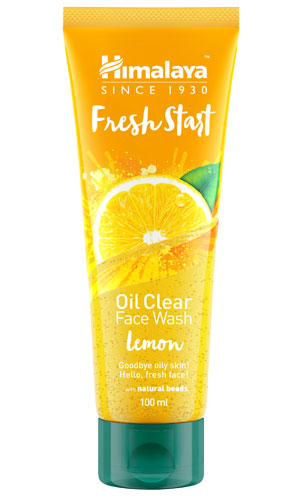 Himalaya™
SINCE 1930
Fresh Start
Oil Clear
Face Wash
Lemon
Goodbye oily skin!
Hello, fresh face!
with natural beads
100 ml